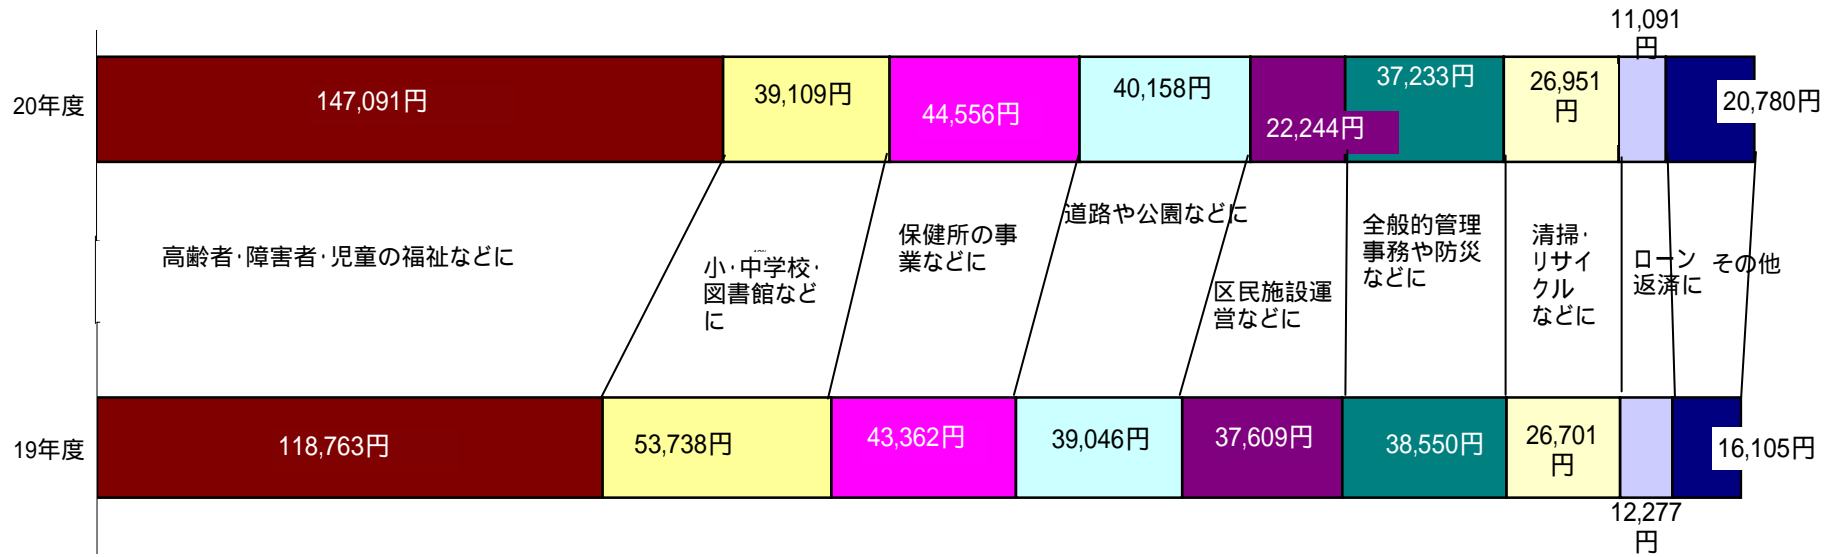 11,091
円
20年度
147,091円
39,109円
44,556円
40,158円
22,244円
37,233円
26,951
円
20,780円
高齢者・障害者・児童の福祉などに
小・中学校・
図書館など
に
保健所の事
業などに
道路や公園などに
区民施設運
営などに
全般的管理
事務や防災
などに
清掃・
リサイ
クル
などに
ローン
返済に
その他
19年度
118,763円
53,738円
43,362円
39,046円
37,609円
38,550円
26,701
円
16,105円
12,277
円